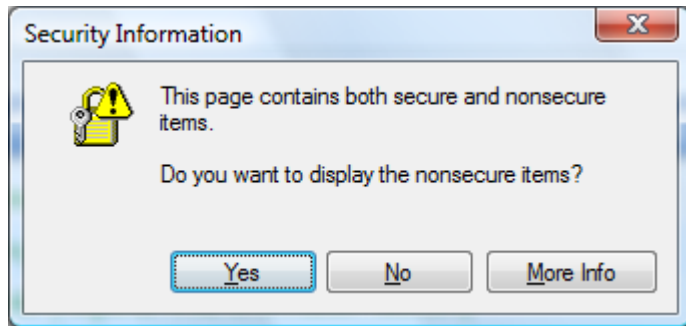 Security Information
This page contains both secure and nonsecure
items.
Do you want to display the nonsecure items?
Yes
No
More Info